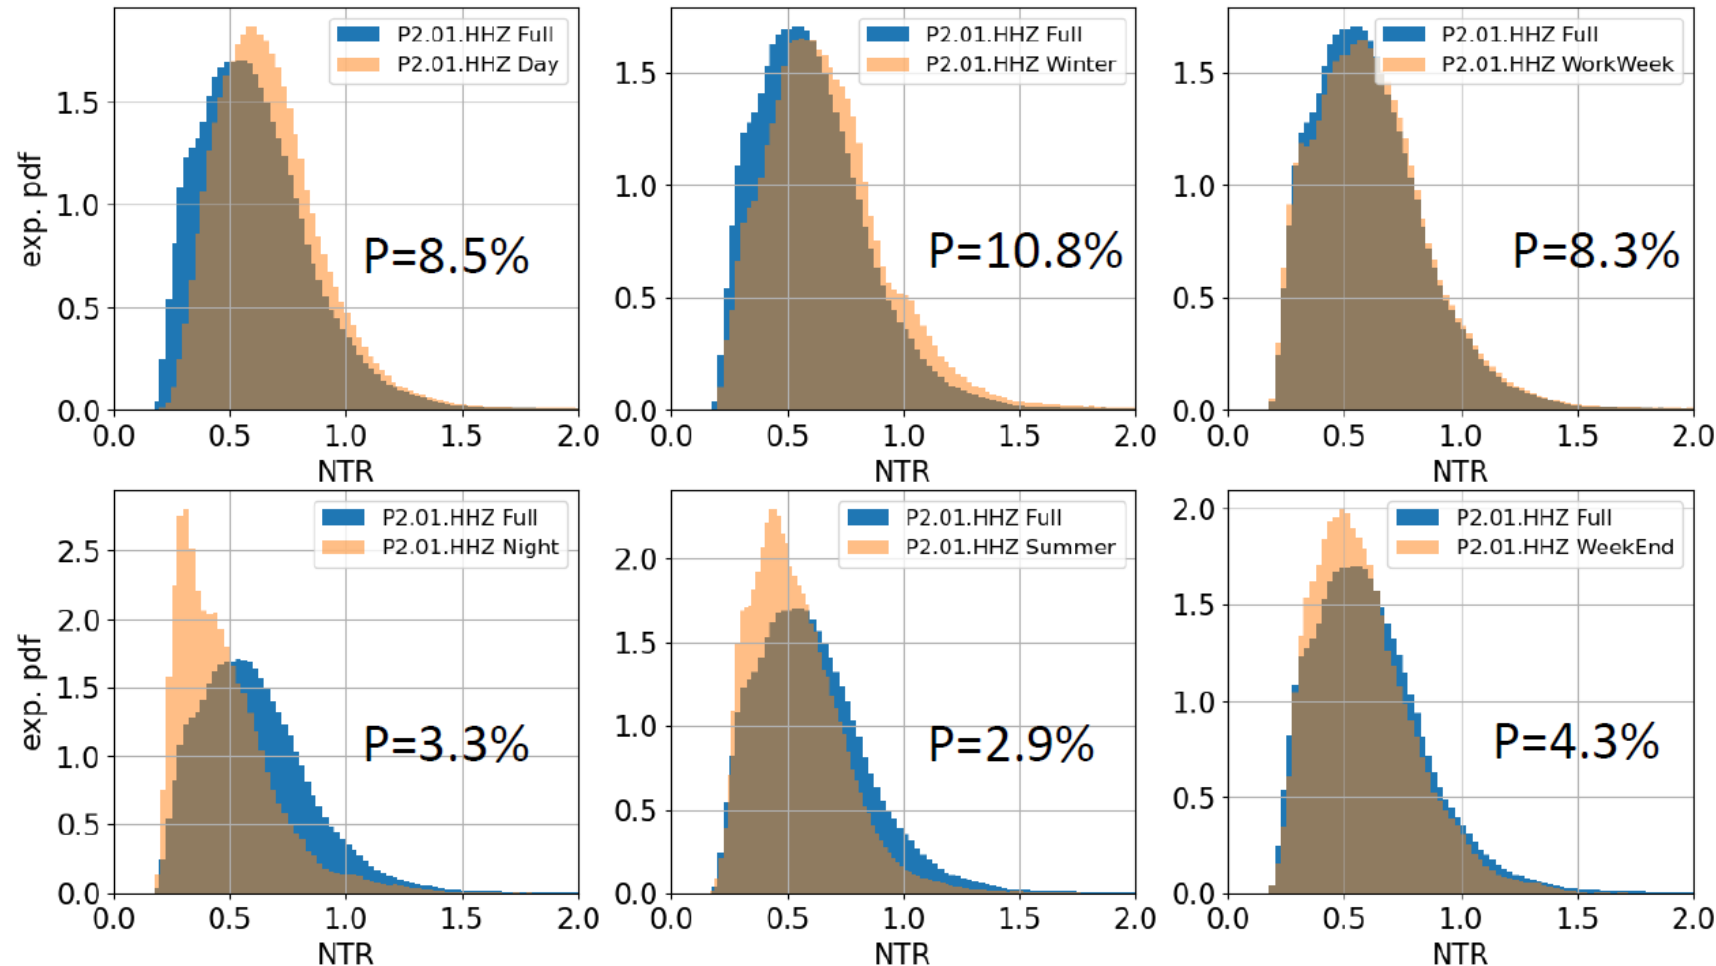 P2.01.HHZ Full
P2.01.HHZ Day
exp. pdf
1.5
1.0
0.5
0.0
P=8.5%
0.0 0.5 1.0 1.5 2.0
NTR
P2.01.HHZ Full
P2.01.HHZ Winter
1.5
1.0
0.5
0.0
P=10.8%
0.0 0.5 1.0 1.5 2.0
NTR
P2.01.HHZ Full
P2.01.HHZ WorkWeek
1.5
1.0
0.5
0.0
P=8.3%
0.0 0.5 1.0 1.5 2.0
NTR
P2.01.HHZ Full
P2.01.HHZ Night
exp. pdf
2.5
2.0
1.5
1.0
0.5
0.0
P=3.3%
0.0 0.5 1.0 1.5 2.0
NTR
P2.01.HHZ Full
P2.01.HHZ Summer
2.0
1.5
1.0
0.5
0.0
P=2.9%
0.0 0.5 1.0 1.5 2.0
NTR
P2.01.HHZ Full
P2.01.HHZ WeekEnd
2.0
1.5
1.0
0.5
0.0
P=4.3%
0.0 0.5 1.0 1.5 2.0
NTR